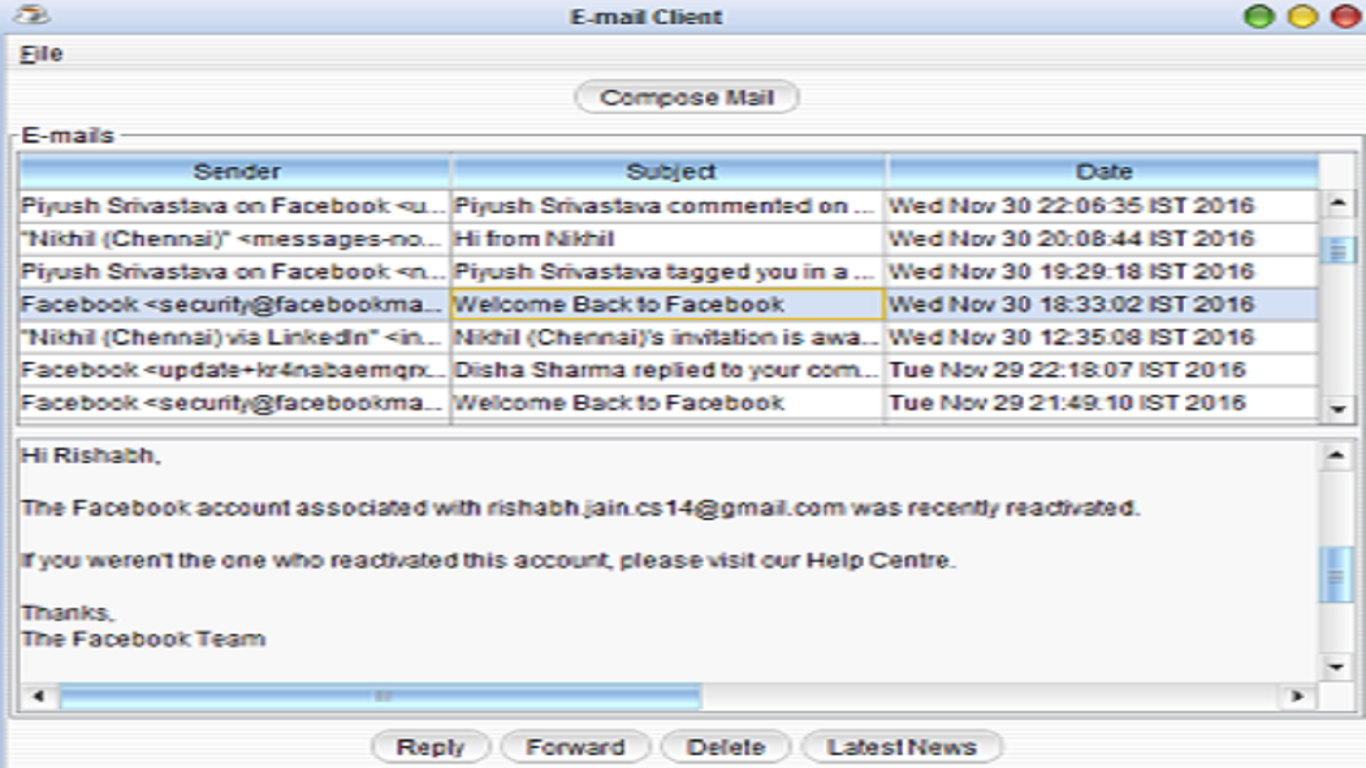 E-mail Client
File
Compose Mail
E-mails
Sender Subject Date
Piyush Srivastava on Facebook <u... Piyush Srivastava commented on ... Wed Nov 30 22:06:35 IST 2016
"Nikhil (Chennai)" <messages-no... Hi from Nikhil Wed Nov 30 20:08:44 IST 2016
Piyush Srivastava on Facebook <n... Piyush Srivastava tagged you in a ... Wed Nov 30 19:29:18 IST 2016
Facebook <security@facebookma... Welcome Back to Facebook Wed Nov 30 18:33:02 IST 2016
"Nikhil (Chennai) via LinkedIn" <in... Nikhil (Chennai)'s invitation is awa... Wed Nov 30 12:35:08 IST 2016
Facebook <update+kr4nabaemqrx... Disha Sharma replied to your com... Tue Nov 29 22:18:07 IST 2016
Facebook <security@facebookma... Welcome Back to Facebook Tue Nov 29 21:49:10 IST 2016
Hi Rishabh,
The Facebook account associated with rishabh.jain.cs14@gmail.com was recently reactivated.
If you weren't the one who reactivated this account, please visit our Help Centre.
Thanks,
The Facebook Team
Reply Forward Delete Latest News